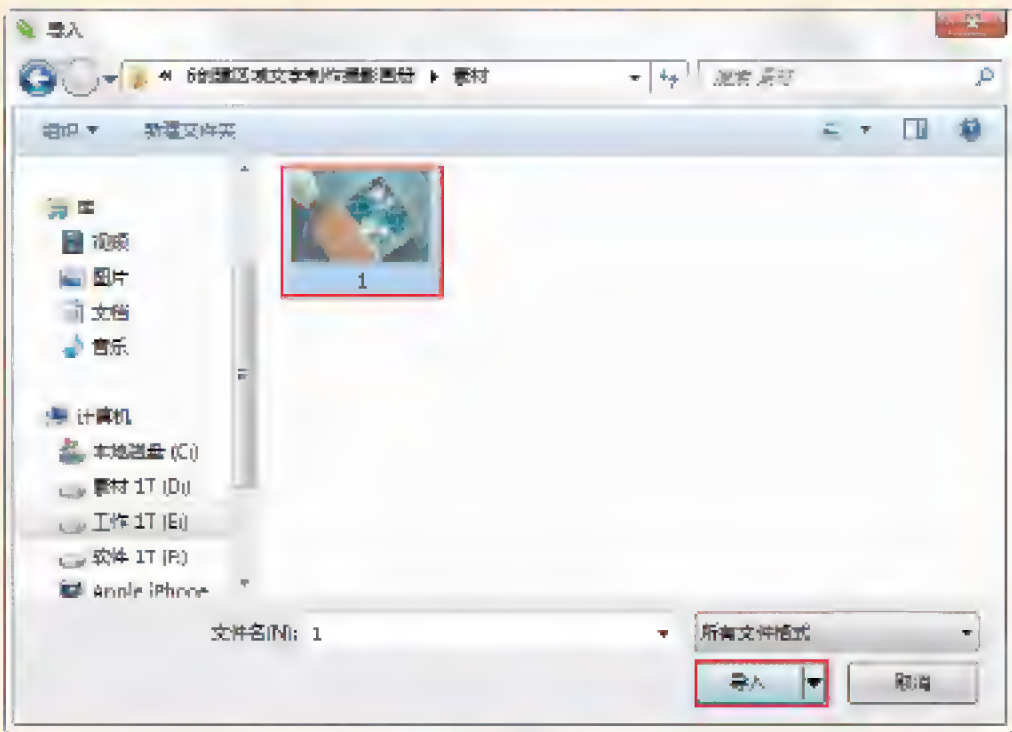 导入
« 6创建区域文字制作摄影画册 ▸ 素材
搜索 素材
组织 ▼ 新建文件夹
库
视频
图片
文档
音乐
1
计算机
本地磁盘 (C:)
素材 1T (D:)
工作 1T (E:)
软件 1T (F:)
Apple iPhone
文件名(N): 1
所有文件格式
导入
取消